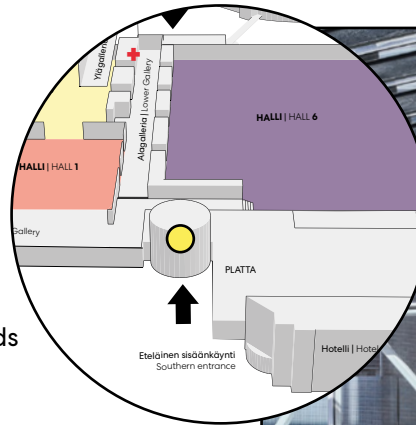 Ylägalleria
Alagalleria | Lower Gallery
HALLI | HALL 6
HALLI | HALL 1
Gallery
PLATTA
ds
Eteläinen sisäänkäynti
Southern entrance
Hotelli | Hotel